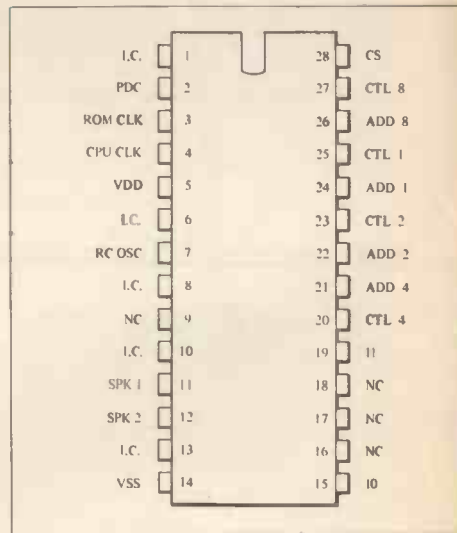 I.C. 1 28 CS
PDC 2 27 CTL 8
ROM CLK 3 26 ADD 8
CPU CLK 4 25 CTL 1
VDD 5 24 ADD 1
I.C. 6 23 CTL 2
RC OSC 7 22 ADD 2
I.C. 8 21 ADD 4
NC 9 20 CTL 4
I.C. 10 19 I1
SPK 1 11 18 NC
SPK 2 12 17 NC
I.C. 13 16 NC
VSS 14 15 I0